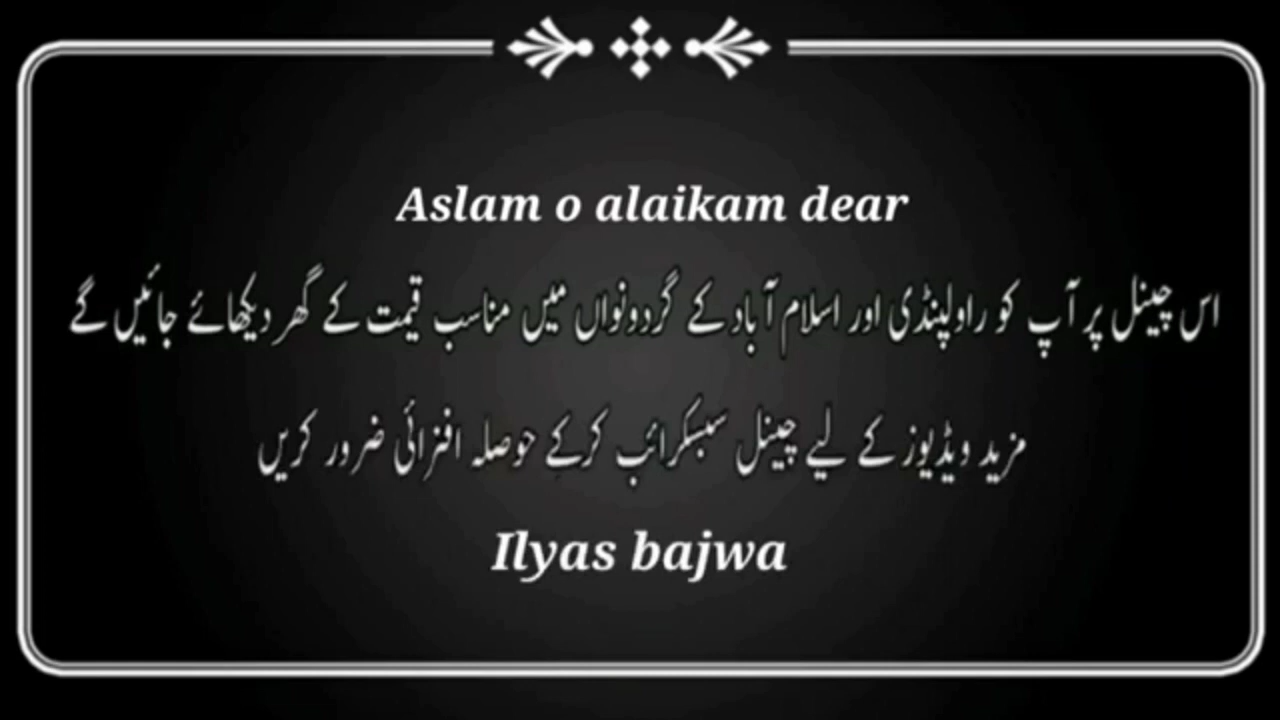 Aslam o alaikam dear
اس چینل پر آپ کو راولپنڈی اور اسلام آباد کے گردونواں میں مناسب قیمت کے گھر دیکھائے جائیں گے
مزید ویڈیوز کے لیے چینل سبسکرائب کرکے حوصلہ افزائی ضرور کریں
Ilyas bajwa